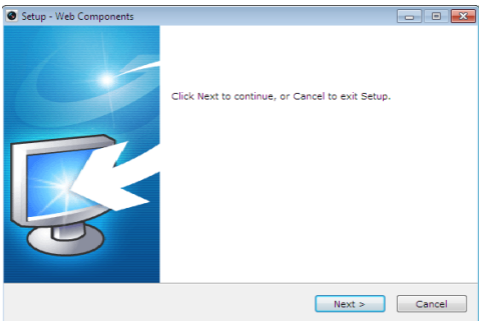 Setup - Web Components
Click Next to continue, or Cancel to exit Setup.
Next >
Cancel